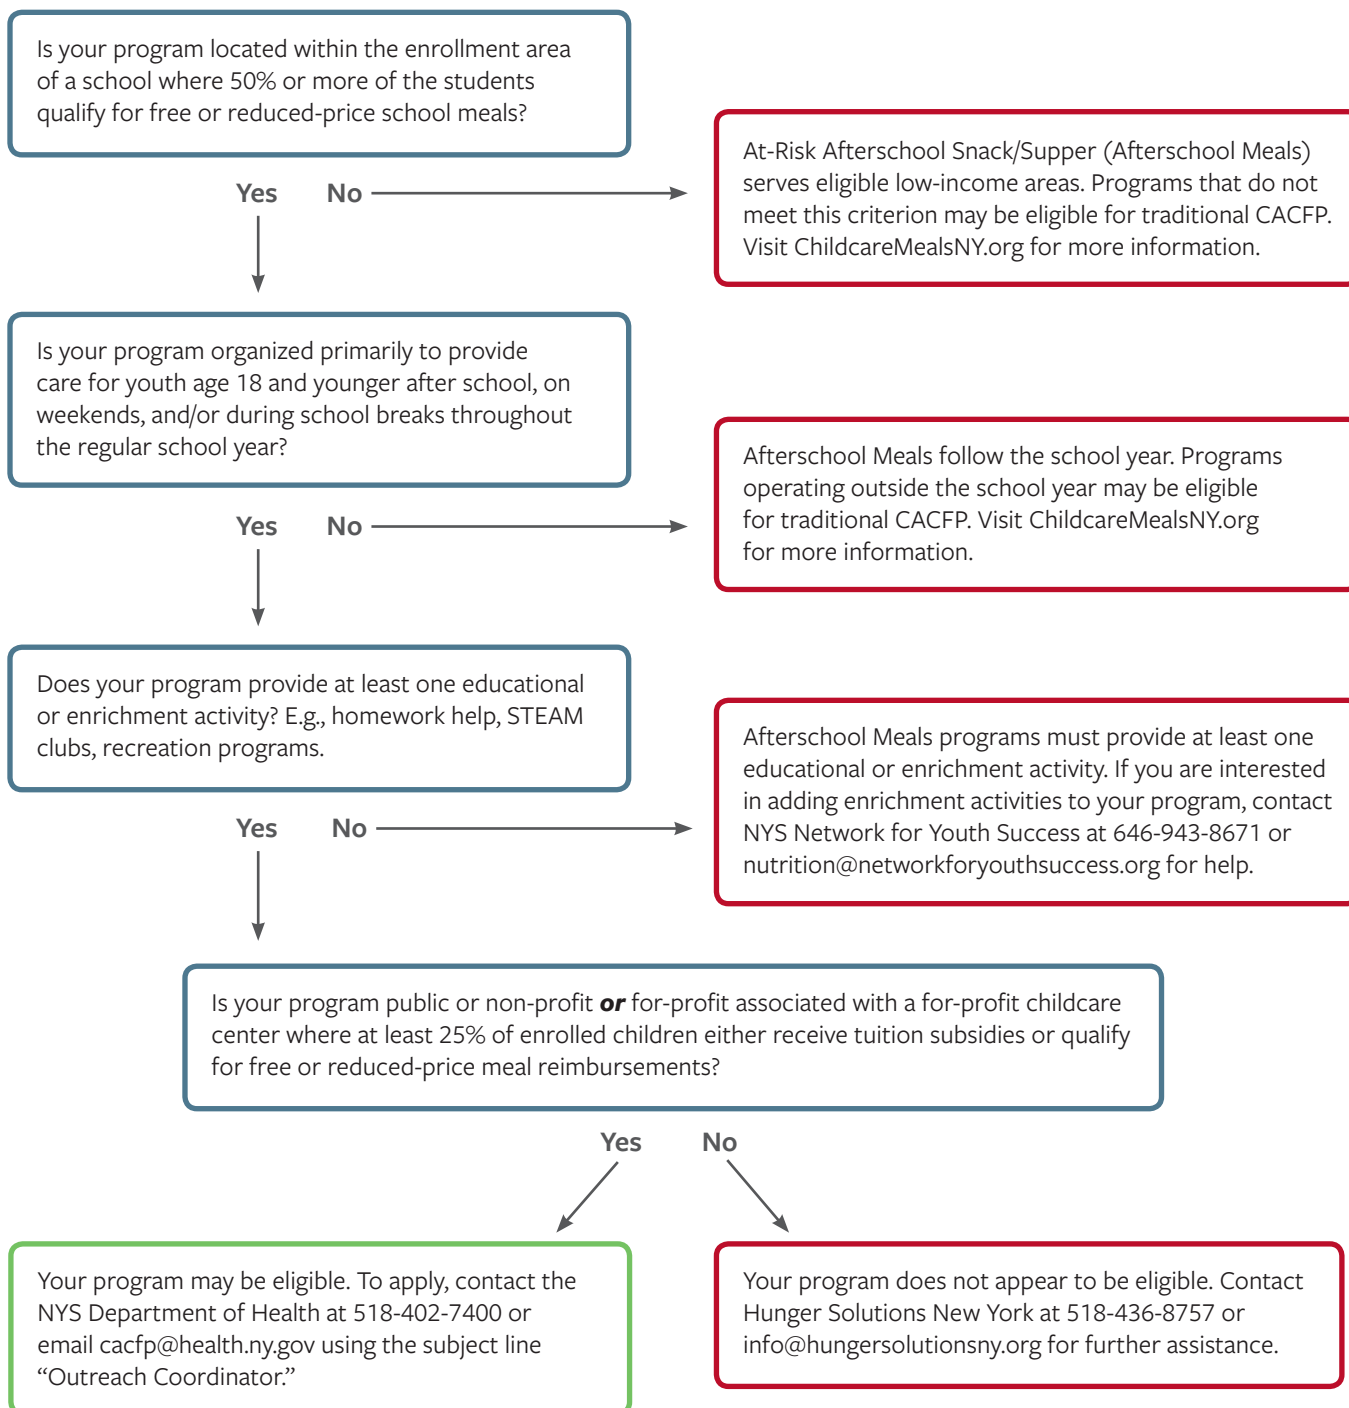 Is your program located within the enrollment area
of a school where 50% or more of the students
qualify for free or reduced-price school meals?
Yes No
At-Risk Afterschool Snack/Supper (Afterschool Meals)
serves eligible low-income areas. Programs that do not
meet this criterion may be eligible for traditional CACFP.
Visit ChildcareMealsNY.org for more information.
Is your program organized primarily to provide
care for youth age 18 and younger after school, on
weekends, and/or during school breaks throughout
the regular school year?
Yes No
Afterschool Meals follow the school year. Programs
operating outside the school year may be eligible
for traditional CACFP. Visit ChildcareMealsNY.org
for more information.
Does your program provide at least one educational
or enrichment activity? E.g., homework help, STEAM
clubs, recreation programs.
Yes No
Afterschool Meals programs must provide at least one
educational or enrichment activity. If you are interested
in adding enrichment activities to your program, contact
NYS Network for Youth Success at 646-943-8671 or
nutrition@networkforyouthsuccess.org for help.
Is your program public or non-profit or for-profit associated with a for-profit childcare
center where at least 25% of enrolled children either receive tuition subsidies or qualify
for free or reduced-price meal reimbursements?
Yes No
Your program may be eligible. To apply, contact the
NYS Department of Health at 518-402-7400 or
email cacfp@health.ny.gov using the subject line
“Outreach Coordinator.”
Your program does not appear to be eligible. Contact
Hunger Solutions New York at 518-436-8757 or
info@hungersolutionsny.org for further assistance.